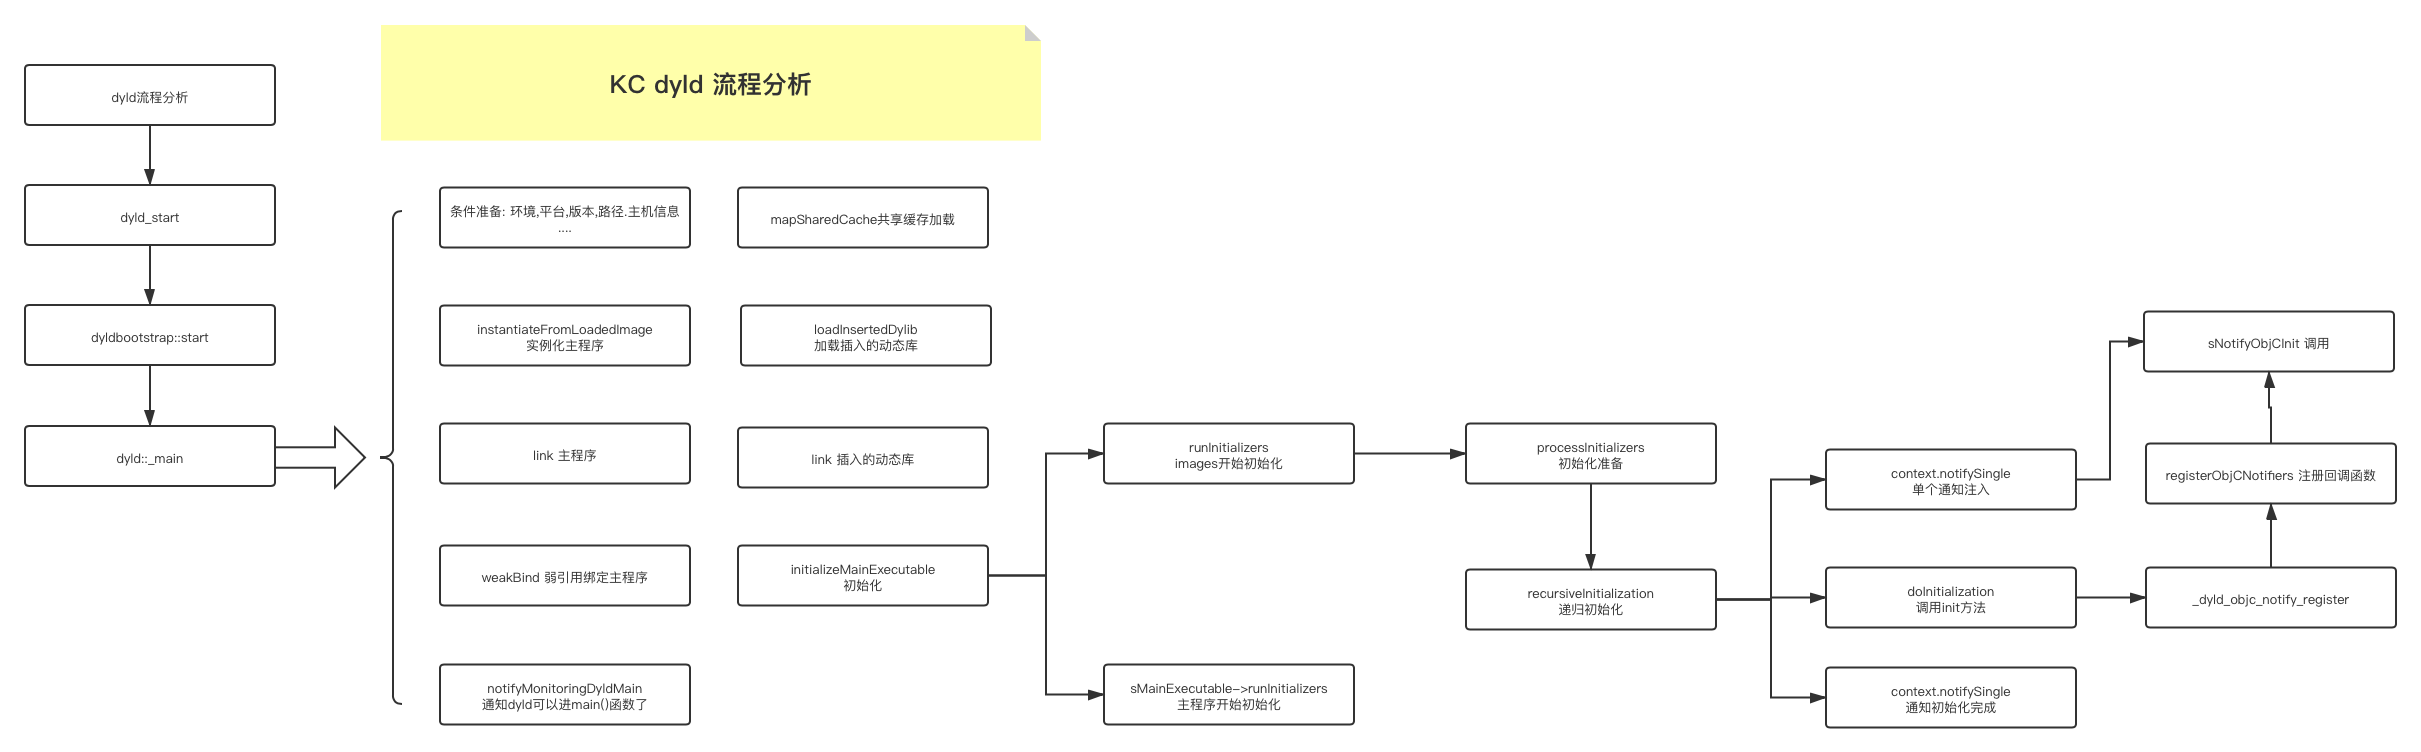 KC dyld 流程分析
dyld流程分析
dyld_start
dyldbootstrap::start
dyld::_main
条件准备: 环境,平台,版本,路径.主机信息
....
mapSharedCache共享缓存加载
instantiateFromLoadedImage
实例化主程序
loadInsertedDylib
加载插入的动态库
link 主程序
link 插入的动态库
weakBind 弱引用绑定主程序
initializeMainExecutable
初始化
notifyMonitoringDyldMain
通知dyld可以进main()函数了
runInitializers
images开始初始化
sMainExecutable->runInitializers
主程序开始初始化
processInitializers
初始化准备
recursiveInitialization
递归初始化
context.notifySingle
单个通知注入
doInitialization
调用init方法
context.notifySingle
通知初始化完成
sNotifyObjCInit 调用
registerObjCNotifiers 注册回调函数
_dyld_objc_notify_register